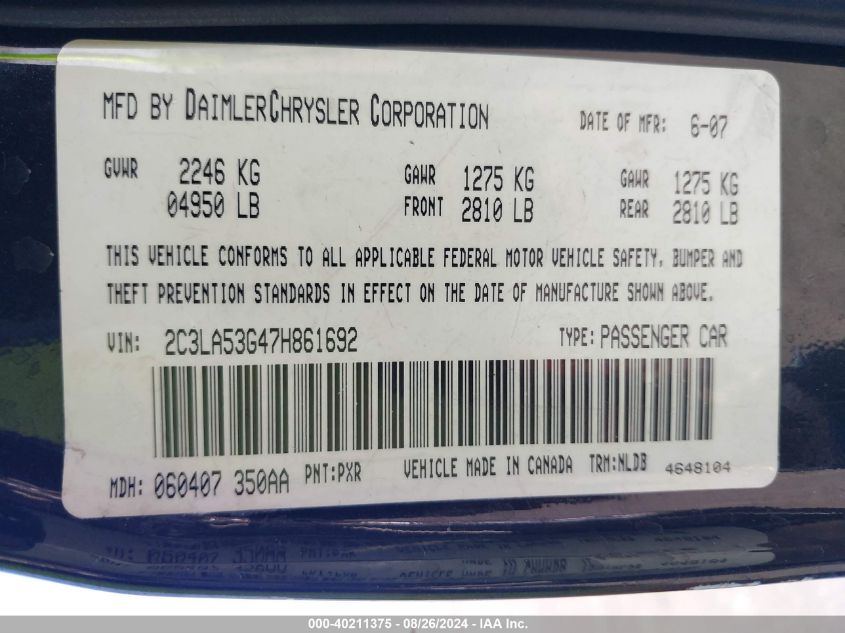 MFD BY DAIMLERCHRYSLER CORPORATION DATE OF MFR: 6-07
GVWR 2246 KG GAWR 1275 KG GAWR 1275 KG
04950 LB FRONT 2810 LB REAR 2810 LB
THIS VEHICLE CONFORMS TO ALL APPLICABLE FEDERAL MOTOR VEHICLE SAFETY, BUMPER AND
THEFT PREVENTION STANDARDS IN EFFECT ON THE DATE OF MANUFACTURE SHOWN ABOVE.
VIN: 2C3LA53G47H861692 TYPE: PASSENGER CAR
MDH: 060407 350AA PNT:PXR VEHICLE MADE IN CANADA TRM:NLDB 4648104
000-40211375 - 08/26/2024 - IAA Inc.